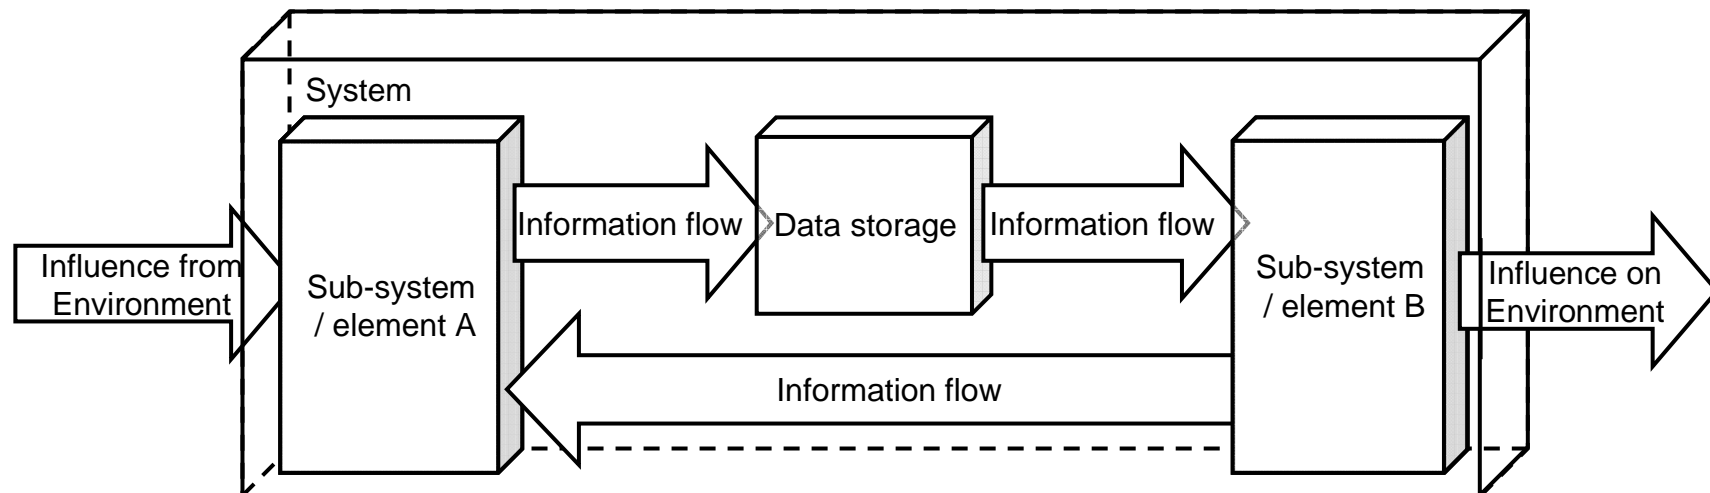 System
Influence from
Environment
Sub-system
/ element A
Information flow
Data storage
Information flow
Sub-system
/ element B
Influence on
Environment
Information flow